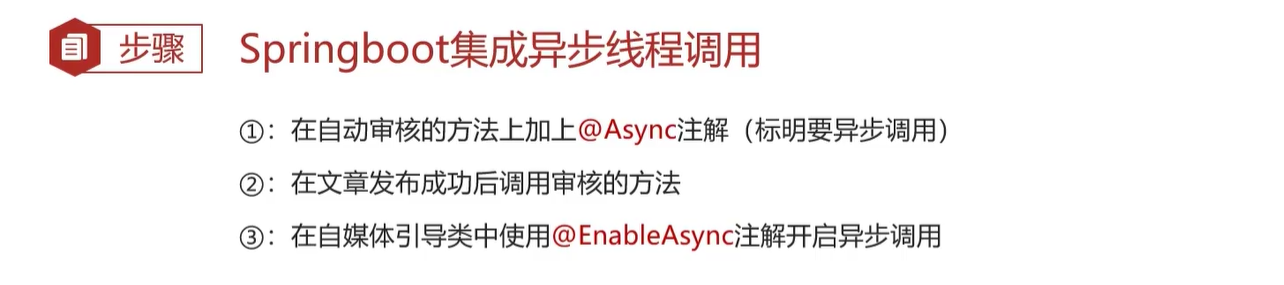 步骤
Springboot集成异步线程调用
①：在自动审核的方法上加上@Async注解（标明要异步调用）
②：在文章发布成功后调用审核的方法
③：在自媒体引导类中使用@EnableAsync注解开启异步调用